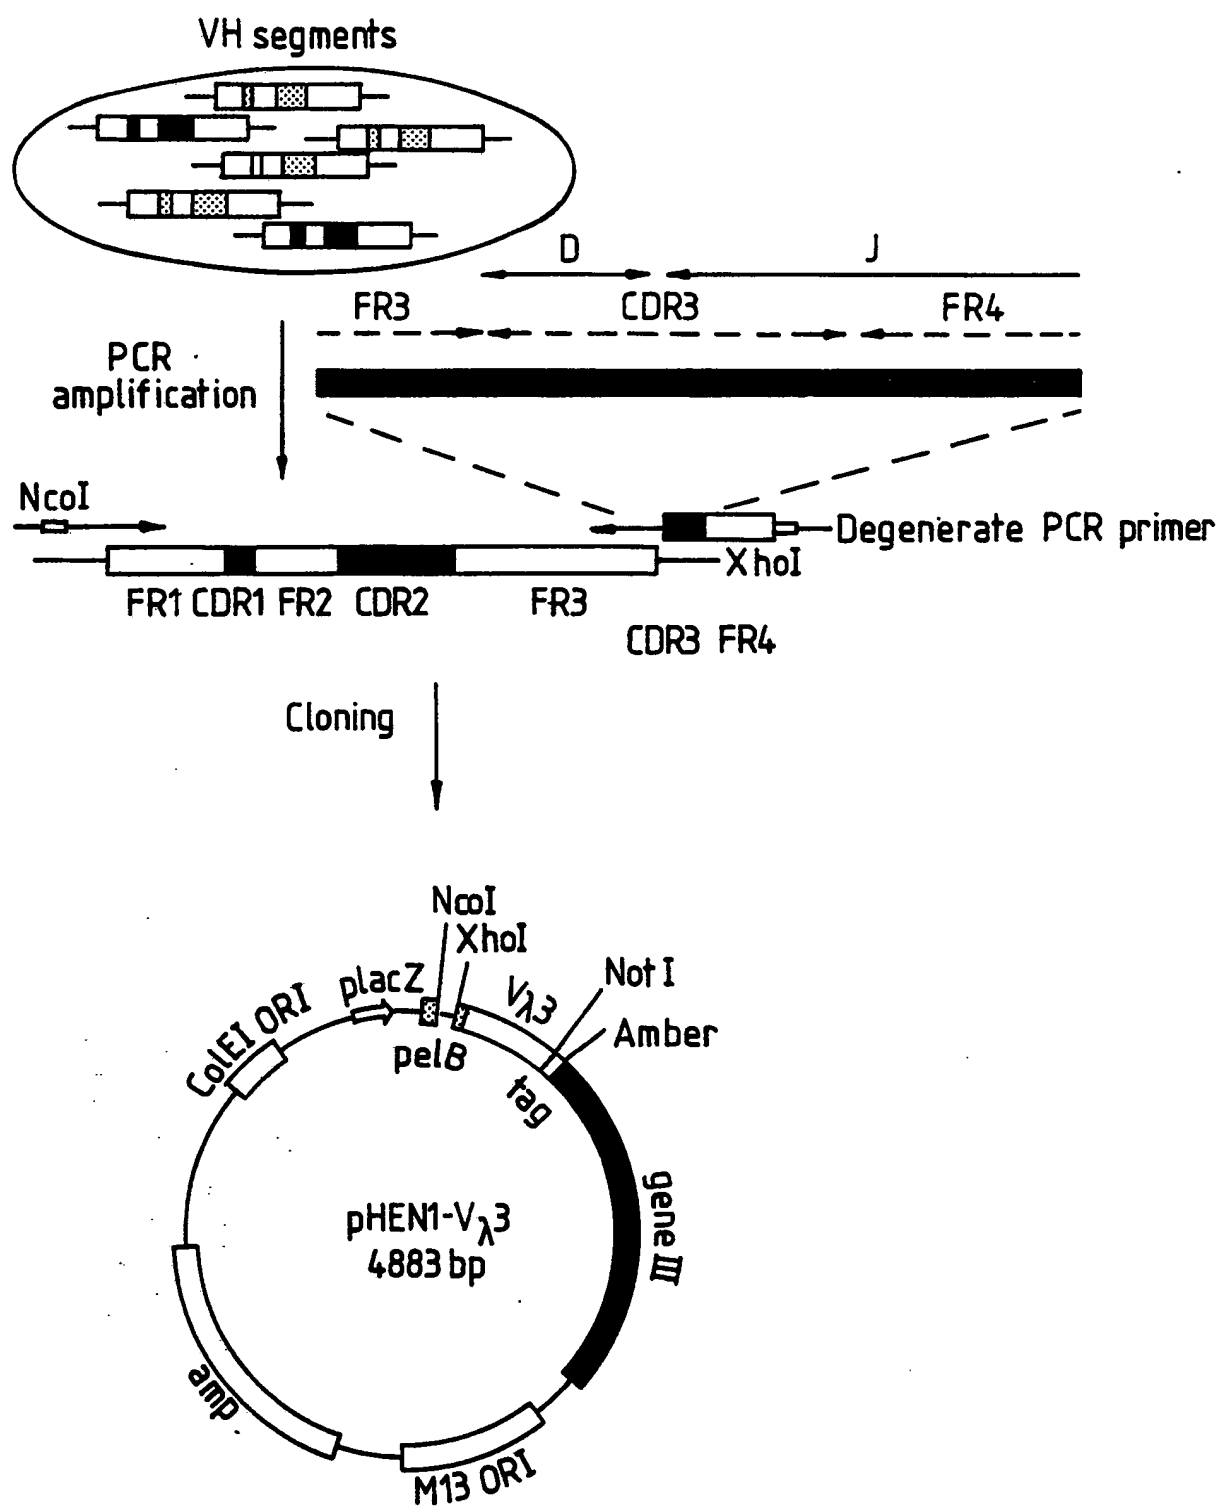 VH segments
D
J
FR3
CDR3
FR4
PCR
amplification
NcoI
Degenerate PCR primer
XhoI
FR1 CDR1 FR2 CDR2
FR3
CDR3 FR4
Cloning
NcoI
XhoI
placZ
Vλ3
NotI
Amber
ColEI ORI
pelB
tag
gene III
pHEN1-Vλ3
4883 bp
amp
M13 ORI